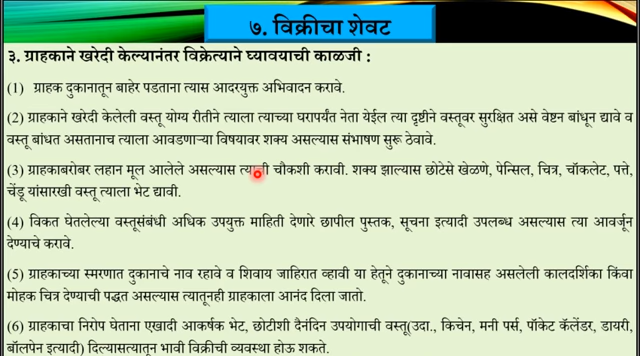 ७. विक्रीचा शेवट
३. ग्राहकाने खरेदी केल्यानंतर विक्रेत्याने घ्यावयाची काळजी :
(1) ग्राहक दुकानातून बाहेर पडताना त्यास आदरयुक्त अभिवादन करावे.
(2) ग्राहकाने खरेदी केलेली वस्तू योग्य रीतीने त्याला त्याच्या घरापर्यंत नेता येईल त्या दृष्टीने वस्तूवर सुरक्षित असे वेष्टन बांधून द्यावे व
वस्तू बांधत असतानाच त्याला आवडणाऱ्या विषयावर शक्य असल्यास संभाषण सुरू ठेवावे.
(3) ग्राहकाबरोबर लहान मूल आलेले असल्यास चौकशी करावी. शक्य झाल्यास छोटेसे खेळणे, पेन्सिल, चित्र, चॉकलेट, पत्ते,
चेंडू यांसारखी वस्तू त्याला भेट द्यावी.
(4) विकत घेतलेल्या वस्तूसंबंधी अधिक उपयुक्त माहिती देणारे छापील पुस्तक, सूचना इत्यादी उपलब्ध असल्यास त्या आवर्जून
देण्याचे करावे.
(5) ग्राहकाच्या स्मरणात दुकानाचे नाव रहावे व शिवाय जाहिरात व्हावी या हेतूने दुकानाच्या नावासह असलेली कालदर्शिका किंवा
मोहक चित्र देण्याची पद्धत असल्यास त्यातूनही ग्राहकाला आनंद दिला जातो.
(6) ग्राहकाचा निरोप घेताना एखादी आकर्षक भेट, छोटीशी दैनंदिन उपयोगाची वस्तू(उदा., किचेन, मनी पर्स, पॉकेट कॅलेंडर, डायरी,
बॉलपेन इत्यादी) दिल्यासत्यातून भावी विक्रीची व्यवस्था होऊ शकते.